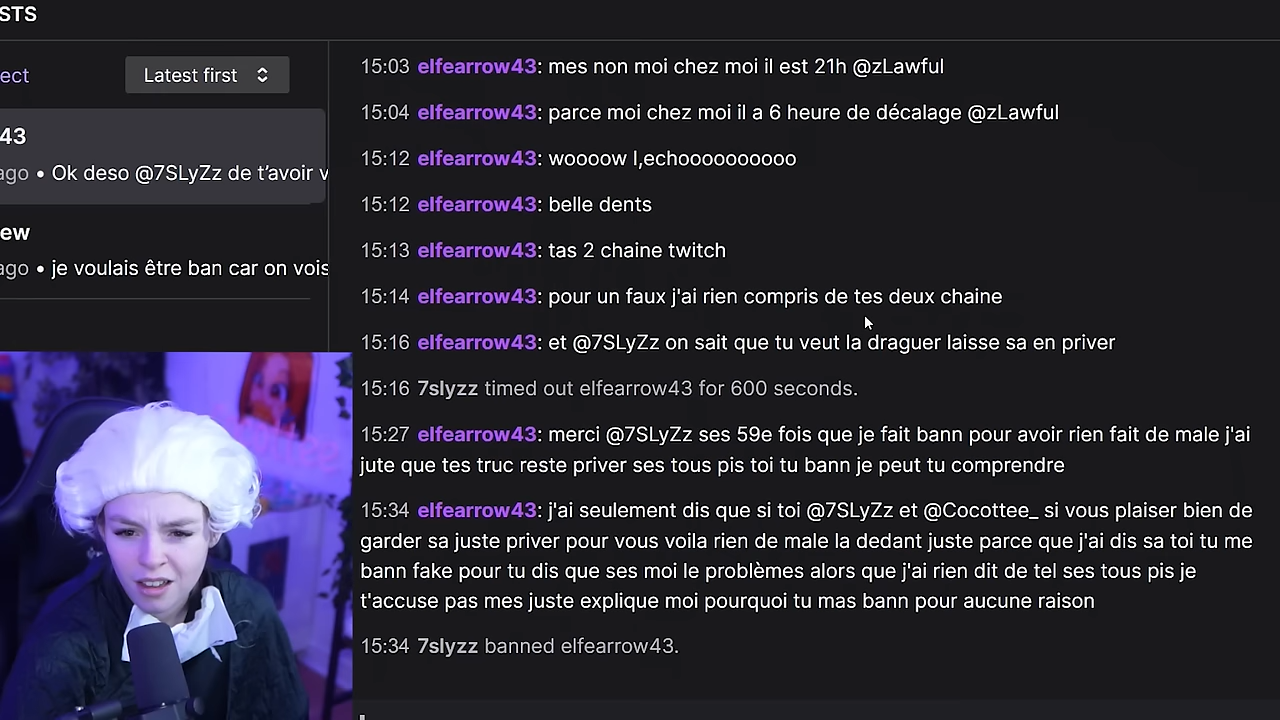 STS
ect
Latest first
43
ago • Ok deso @7SLyZz de t’avoir v
ew
ago • je voulais être ban car on vois
15:03 elfearrow43: mes non moi chez moi il est 21h @zLawful
15:04 elfearrow43: parce moi chez moi il a 6 heure de décalage @zLawful
15:12 elfearrow43: woooow l,echoooooooooo
15:12 elfearrow43: belle dents
15:13 elfearrow43: tas 2 chaine twitch
15:14 elfearrow43: pour un faux j'ai rien compris de tes deux chaine
15:16 elfearrow43: et @7SLyZz on sait que tu veut la draguer laisse sa en priver
15:16 7slyzz timed out elfearrow43 for 600 seconds.
15:27 elfearrow43: merci @7SLyZz ses 59e fois que je fait bann pour avoir rien fait de male j'ai
jute que tes truc reste priver ses tous pis toi tu bann je peut tu comprendre
15:34 elfearrow43: j'ai seulement dis que si toi @7SLyZz et @Cocottee_ si vous plaiser bien de
garder sa juste priver pour vous voila rien de male la dedant juste parce que j'ai dis sa toi tu me
bann fake pour tu dis que ses moi le problèmes alors que j'ai rien dit de tel ses tous pis je
t'accuse pas mes juste explique moi pourquoi tu mas bann pour aucune raison
15:34 7slyzz banned elfearrow43.